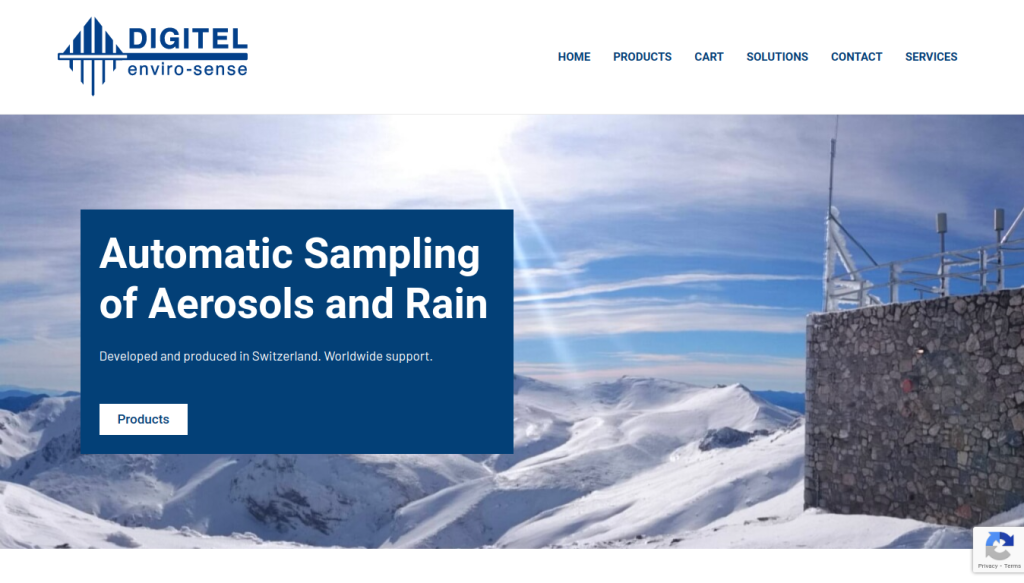 DIGITEL
enviro-sense
HOME PRODUCTS CART SOLUTIONS CONTACT SERVICES
Automatic Sampling
of Aerosols and Rain
Developed and produced in Switzerland. Worldwide support.
Products
Privacy - Terms